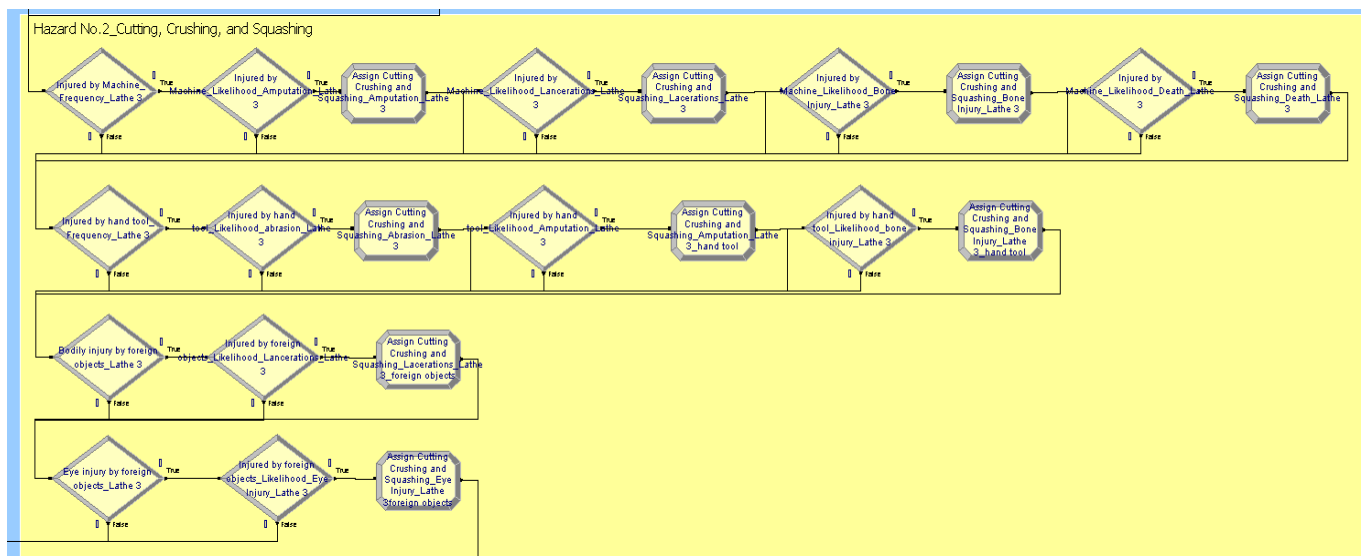 Hazard No.2_Cutting, Crushing, and Squashing
Injured by Machine_
Frequency_Lathe 3
True
False
Injured by
Machine_Likelihood_Amputation_Lathe
3
True
False
Assign Cutting
Crushing and
Squashing_Amputation_Lathe
3
Injured by
Machine_Likelihood_Lancerations_Lathe
3
True
False
Assign Cutting
Crushing and
Squashing_Lacerations_Lathe
3
Injured by
Machine_Likelihood_Bone
Injury_Lathe 3
True
False
Assign Cutting
Crushing and
Squashing_Bone
Injury_Lathe 3
Injured by
Machine_Likelihood_Death_Lathe
3
True
False
Assign Cutting
Crushing and
Squashing_Death_Lathe
3
Injured by hand tool_
Frequency_Lathe 3
True
False
Injured by hand
tool_Likelihood_abrasion_Lathe
3
True
False
Assign Cutting
Crushing and
Squashing_Abrasion_Lathe
3
Injured by hand
tool_Likelihood_Amputation_Lathe
3
True
False
Assign Cutting
Crushing and
Squashing_Amputation_Lathe
3_hand tool
Injured by hand
tool_Likelihood_bone
injury_Lathe 3
True
False
Assign Cutting
Crushing and
Squashing_Bone
Injury_Lathe
3_hand tool
Bodily injury by foreign
objects_Lathe 3
True
False
Injured by foreign
objects_Likelihood_Lancerations_Lathe
3
True
False
Assign Cutting
Crushing and
Squashing_Lacerations_Lathe
3_foreign objects
Eye injury by foreign
objects_Lathe 3
True
False
Injured by foreign
objects_Likelihood_Eye
Injury_Lathe 3
True
False
Assign Cutting
Crushing and
Squashing_Eye
Injury_Lathe
3foreign objects